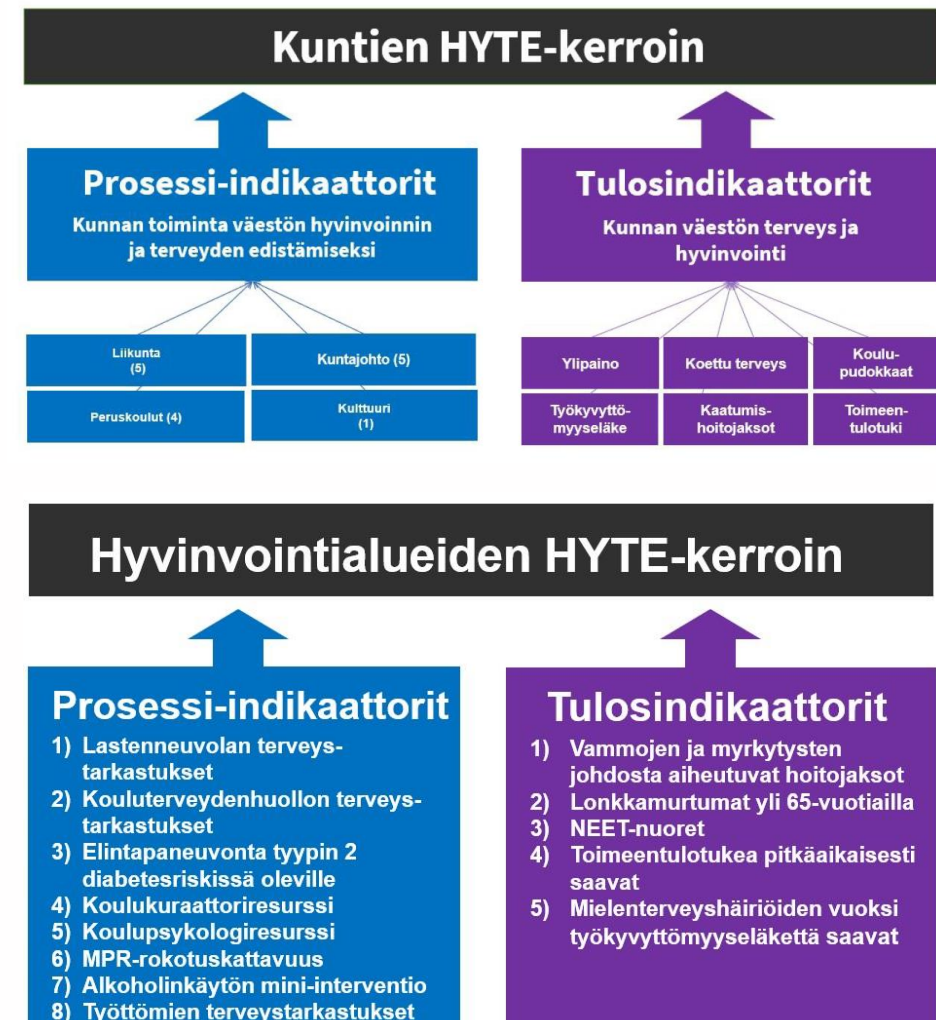 Kuntien HYTE-kerroin
Prosessi-indikaattorit
Kunnan toiminta väestön hyvinvoinnin
ja terveyden edistämiseksi
Liikunta
(5)
Kuntajohto (5)
Peruskoulut (4)
Kulttuuri
(1)
Tulosindikaattorit
Kunnan väestön terveys ja
hyvinvointi
Ylipaino
Koettu terveys
Koulu-
pudokkaat
Työkyvyttö-
myyseläke
Kaatumis-
hoitojaksot
Toimeen-
tulotuki
Hyvinvointialueiden HYTE-kerroin
Prosessi-indikaattorit
1) Lastenneuvolan terveys-
tarkastukset
2) Kouluterveydenhuollon terveys-
tarkastukset
3) Elintapaneuvonta tyypin 2
diabetesriskissä oleville
4) Koulukuraattoriresurssi
5) Koulupsykologiresurssi
6) MPR-rokotuskattavuus
7) Alkoholinkäytön mini-interventio
8) Työttömien terveystarkastukset
Tulosindikaattorit
1) Vammojen ja myrkytysten
johdosta aiheutuvat hoitojaksot
2) Lonkkamurtumat yli 65-vuotiailla
3) NEET-nuoret
4) Toimeentulotukea pitkäaikaisesti
saavat
5) Mielenterveyshäiriöiden vuoksi
työkyvyttömyyseläkettä saavat